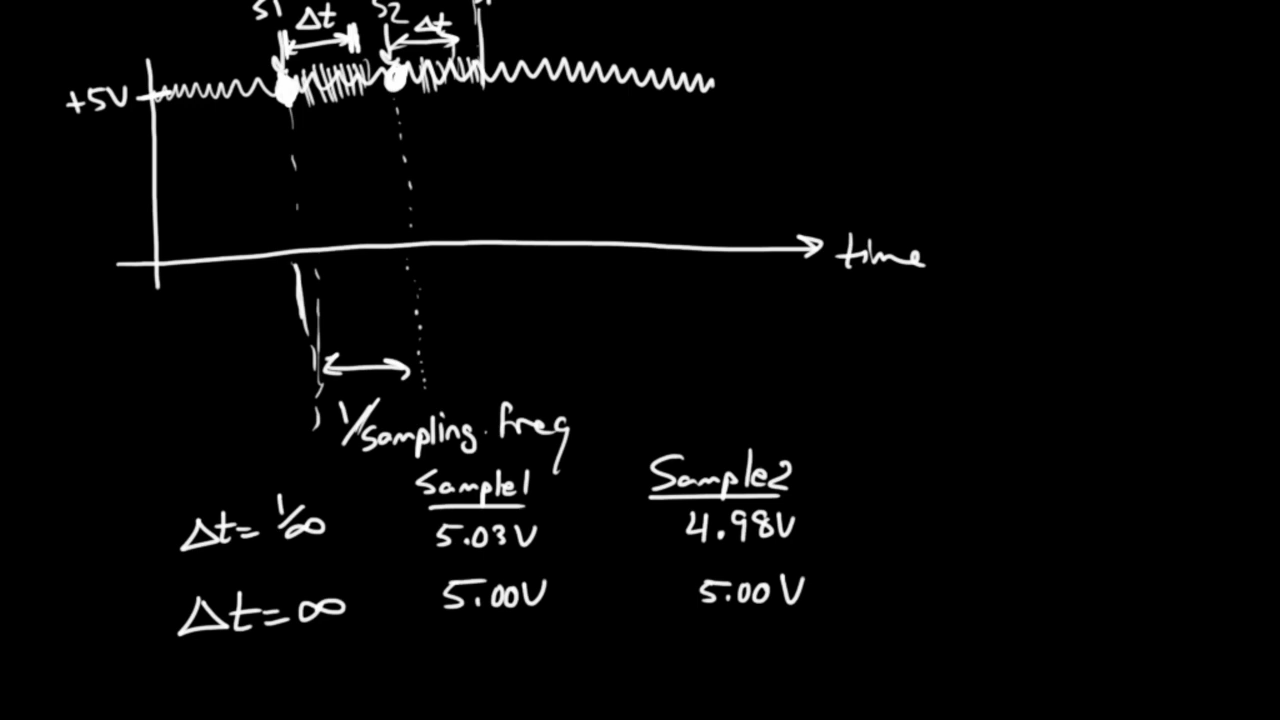 S1 Δt S2 Δt
+5V
time
1/sampling freq
Sample1 Sample2
Δt= 1/∞ 5.03V 4.98V
Δt=∞ 5.00V 5.00V